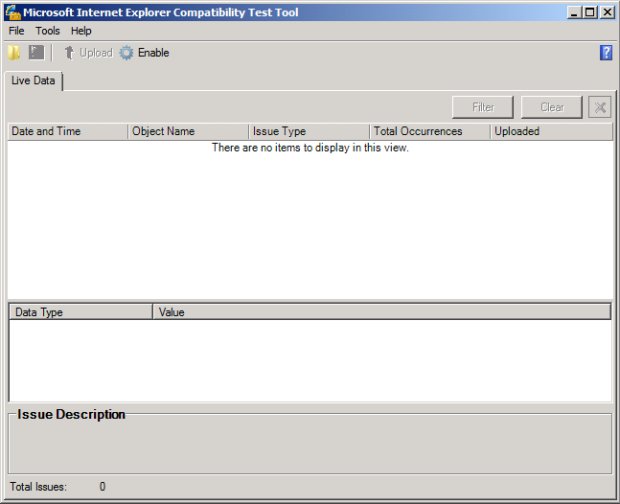 Microsoft Internet Explorer Compatibility Test Tool
File Tools Help
Upload Enable ?
Live Data
Filter Clear
Date and Time Object Name Issue Type Total Occurrences Uploaded
There are no items to display in this view.
Data Type Value
Issue Description
Total Issues: 0